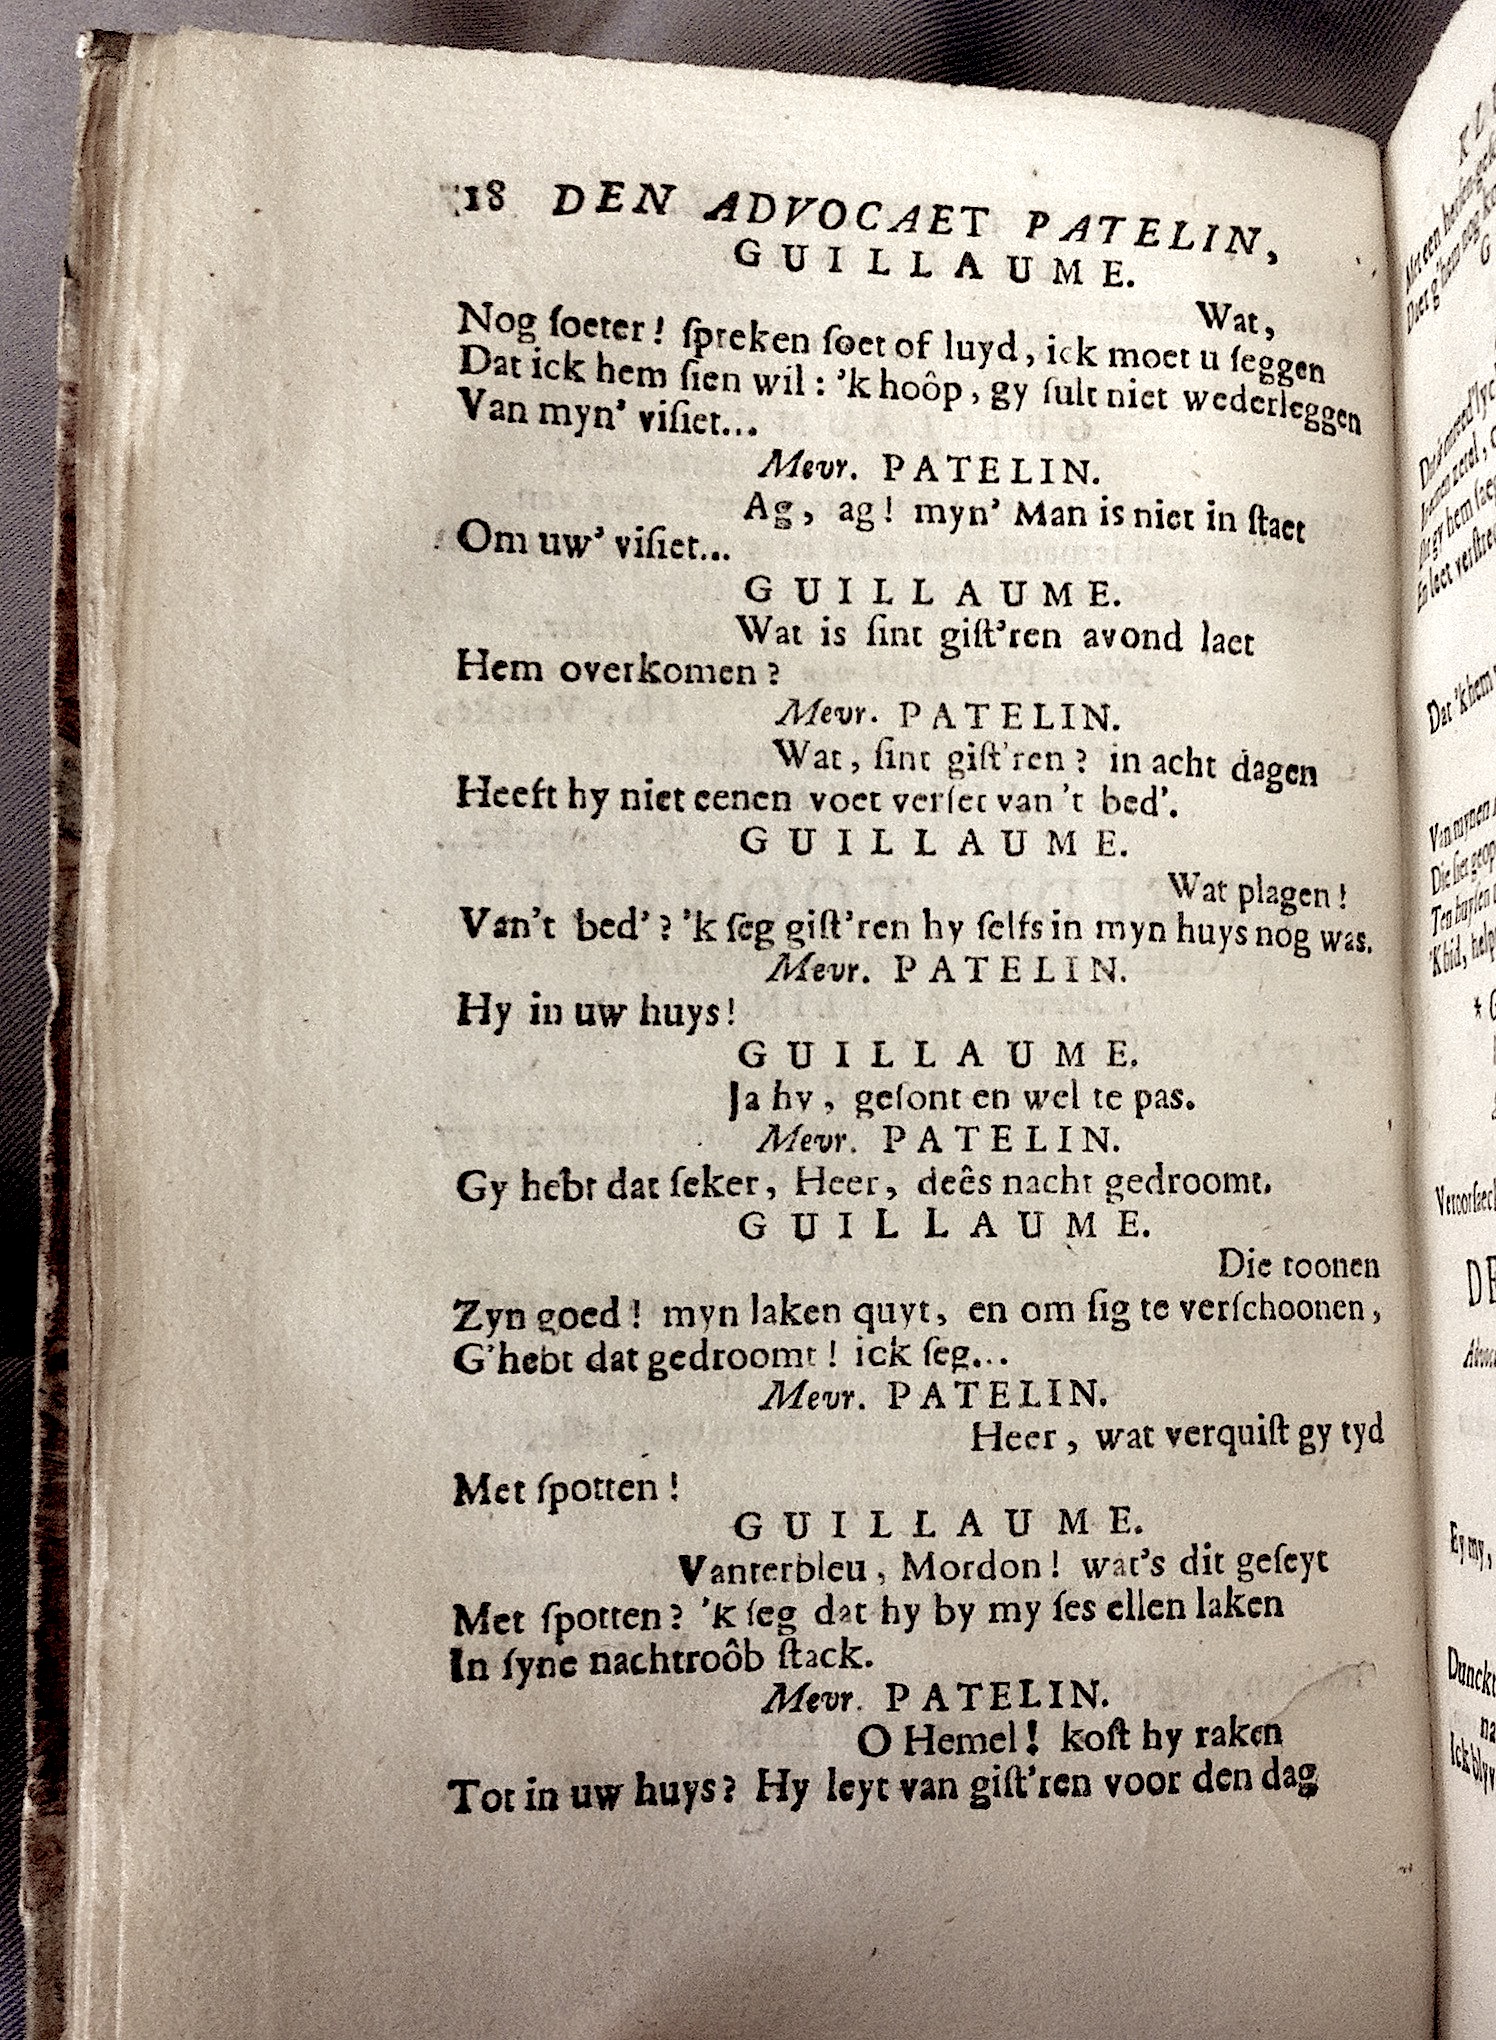 18 DEN ADVOCAET PATELIN,
GUILLAUME.
Wat,
Nog ſoeter! ſpreken ſoet of luyd, ick moet u ſeggen
Dat ick hem ſien wil: 'k hoôp, gy ſult niet wederleggen
Van myn' viſiet...
Mevr. PATELIN.
Ag, ag! myn' Man is niet in ſtaet
Om uw' viſiet...
GUILLAUME.
Wat is ſint giſt'ren avond laet
Hem overkomen?
Mevr. PATELIN.
Wat, ſint giſt'ren? in acht dagen
Heeft hy niet eenen voet verſet van 't bed'.
GUILLAUME.
Wat plagen!
Van't bed'? 'k ſeg giſt'ren hy ſelfs in myn huys nog was.
Mevr. PATELIN.
Hy in uw huys!
GUILLAUME.
Ja hy, geſont en wel te pas.
Mevr. PATELIN.
Gy hebt dat ſeker, Heer, deês nacht gedroomt.
GUILLAUME.
Die toonen
Zyn goed! myn laken quyt, en om ſig te verſchoonen,
G'hebt dat gedroomt! ick ſeg...
Mevr. PATELIN.
Heer, wat verquiſt gy tyd
Met ſpotten!
GUILLAUME.
Vanterbleu, Mordon! wat's dit geſeyt
Met ſpotten? 'k ſeg dat hy by my ſes ellen laken
In ſyne nachtroôb ſtack.
Mevr. PATELIN.
O Hemel! koſt hy raken
Tot in uw huys? Hy leyt van giſt'ren voor den dag